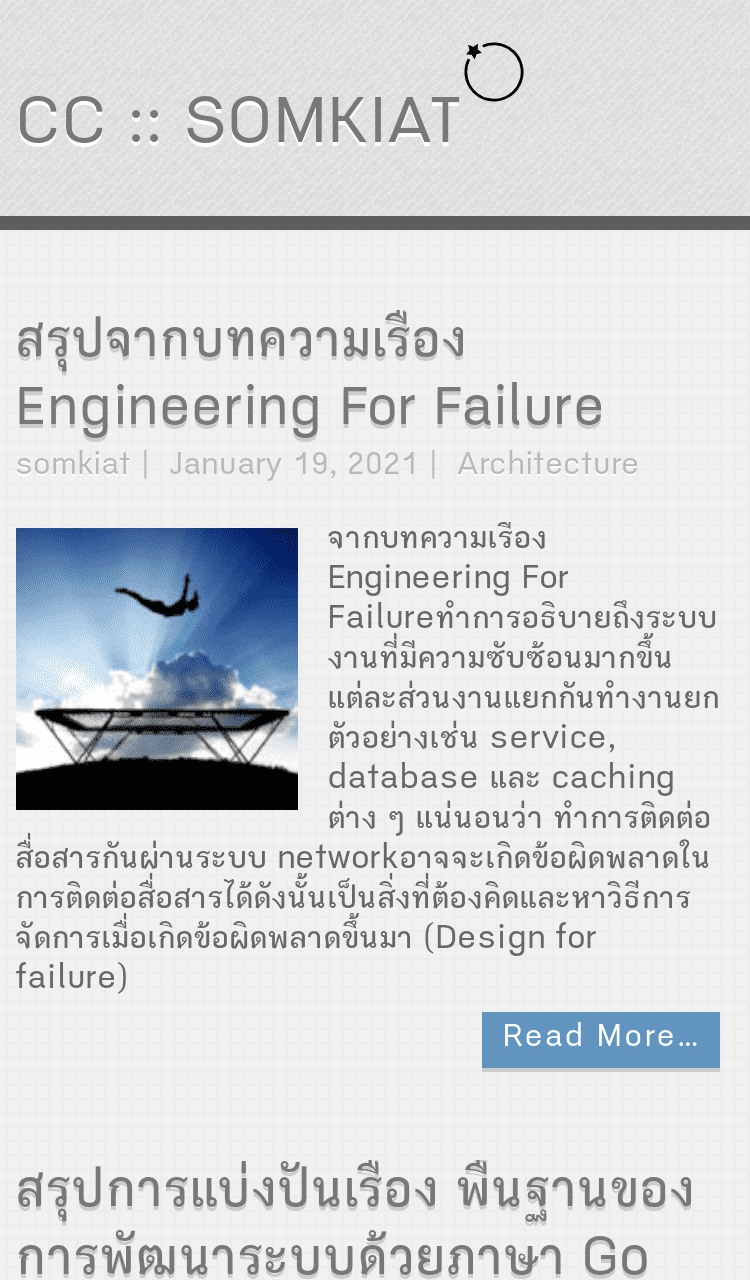 CC :: SOMKIAT
สรุปจากบทความเรื่อง
Engineering For Failure
somkiat | January 19, 2021 | Architecture
จากบทความเรื่อง
Engineering For
Failureทำการอธิบายถึงระบบ
งานที่มีความซับซ้อนมากขึ้น
แต่ละส่วนงานแยกกันทำงานยก
ตัวอย่างเช่น service,
database และ caching
ต่าง ๆ แน่นอนว่า ทำการติดต่อ
สื่อสารกันผ่านระบบ networkอาจจะเกิดข้อผิดพลาดใน
การติดต่อสื่อสารได้ดังนั้นเป็นสิ่งที่ต้องคิดและหาวิธีการ
จัดการเมื่อเกิดข้อผิดพลาดขึ้นมา (Design for
failure)
Read More…
สรุปการแบ่งปันเรื่อง พื้นฐานของ
การพัฒนาระบบด้วยภาษา Go